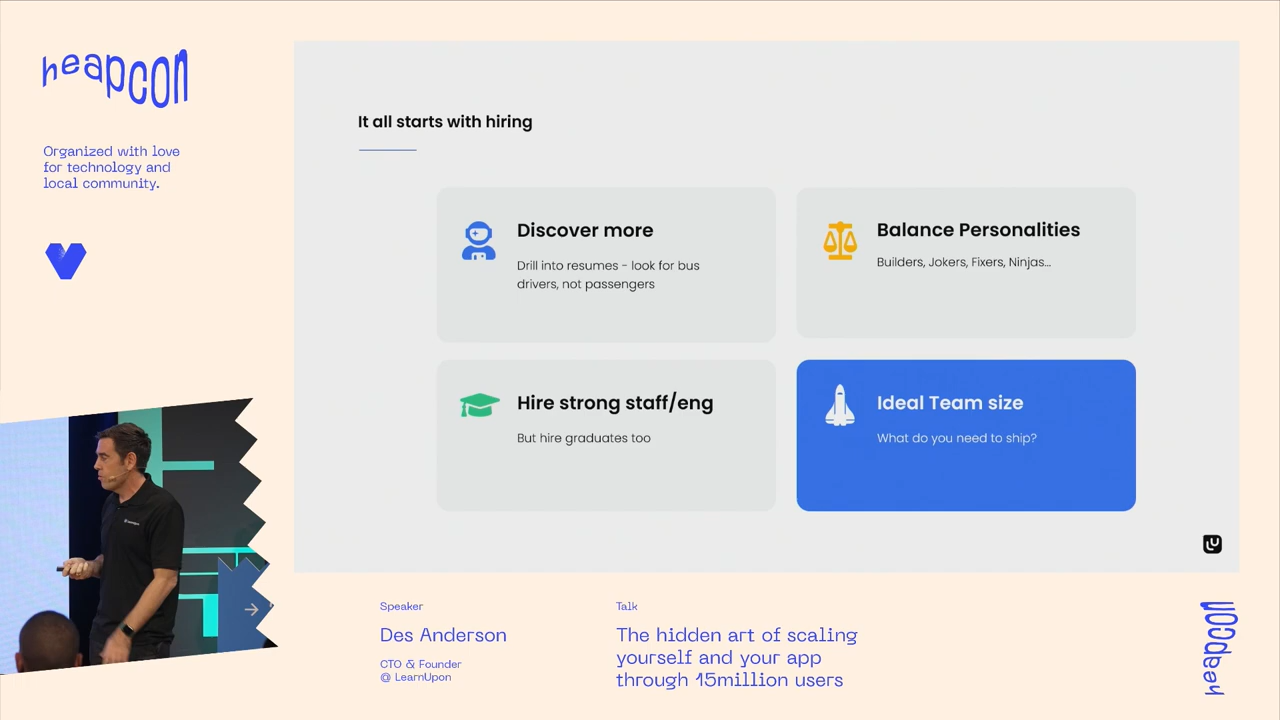 heapcon
Organized with love
for technology and
local community.
It all starts with hiring
Discover more
Drill into resumes - look for bus
drivers, not passengers
Balance Personalities
Builders, Jokers, Fixers, Ninjas...
Hire strong staff/eng
But hire graduates too
Ideal Team size
What do you need to ship?
Speaker
Des Anderson
CTO & Founder
@ LearnUpon
Talk
The hidden art of scaling
yourself and your app
through 15million users
heapcon